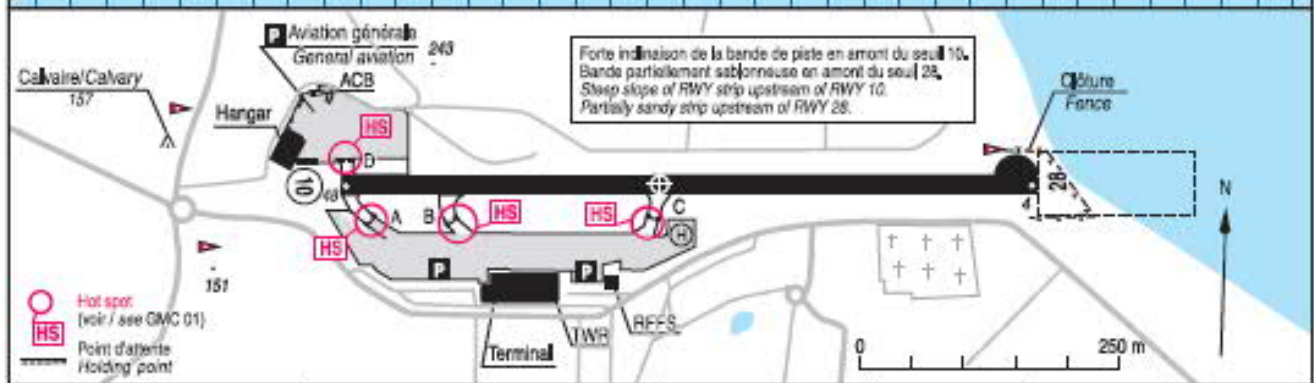 Aviation générale
General aviation
243
P
Calvaire/Calvary
157
ACB
Hangar
HS
D
10
48
Forte inclinaison de la bande de piste en amont du seuil 10.
Bande partiellement sablonneuse en amont du seuil 28.
Steep slope of RWY strip upstream of RWY 10.
Partially sandy strip upstream of RWY 28.
Clôture
Fence
28
4
N
A
HS
B
HS
HS
C
H
P
P
151
Terminal
TWR
RFFS
Hot spot
(voir / see GMC 01)
HS
Point d'attente
Holding point
0
250 m